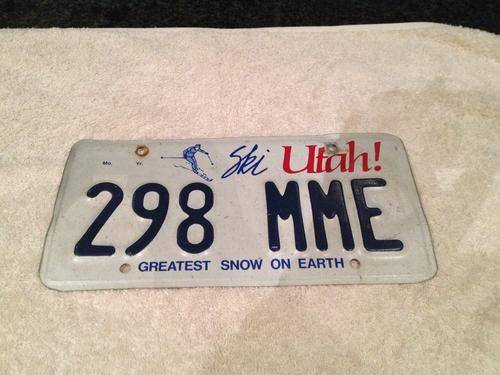 Mo. Yr. Ski Utah!
298 MME
GREATEST SNOW ON EARTH